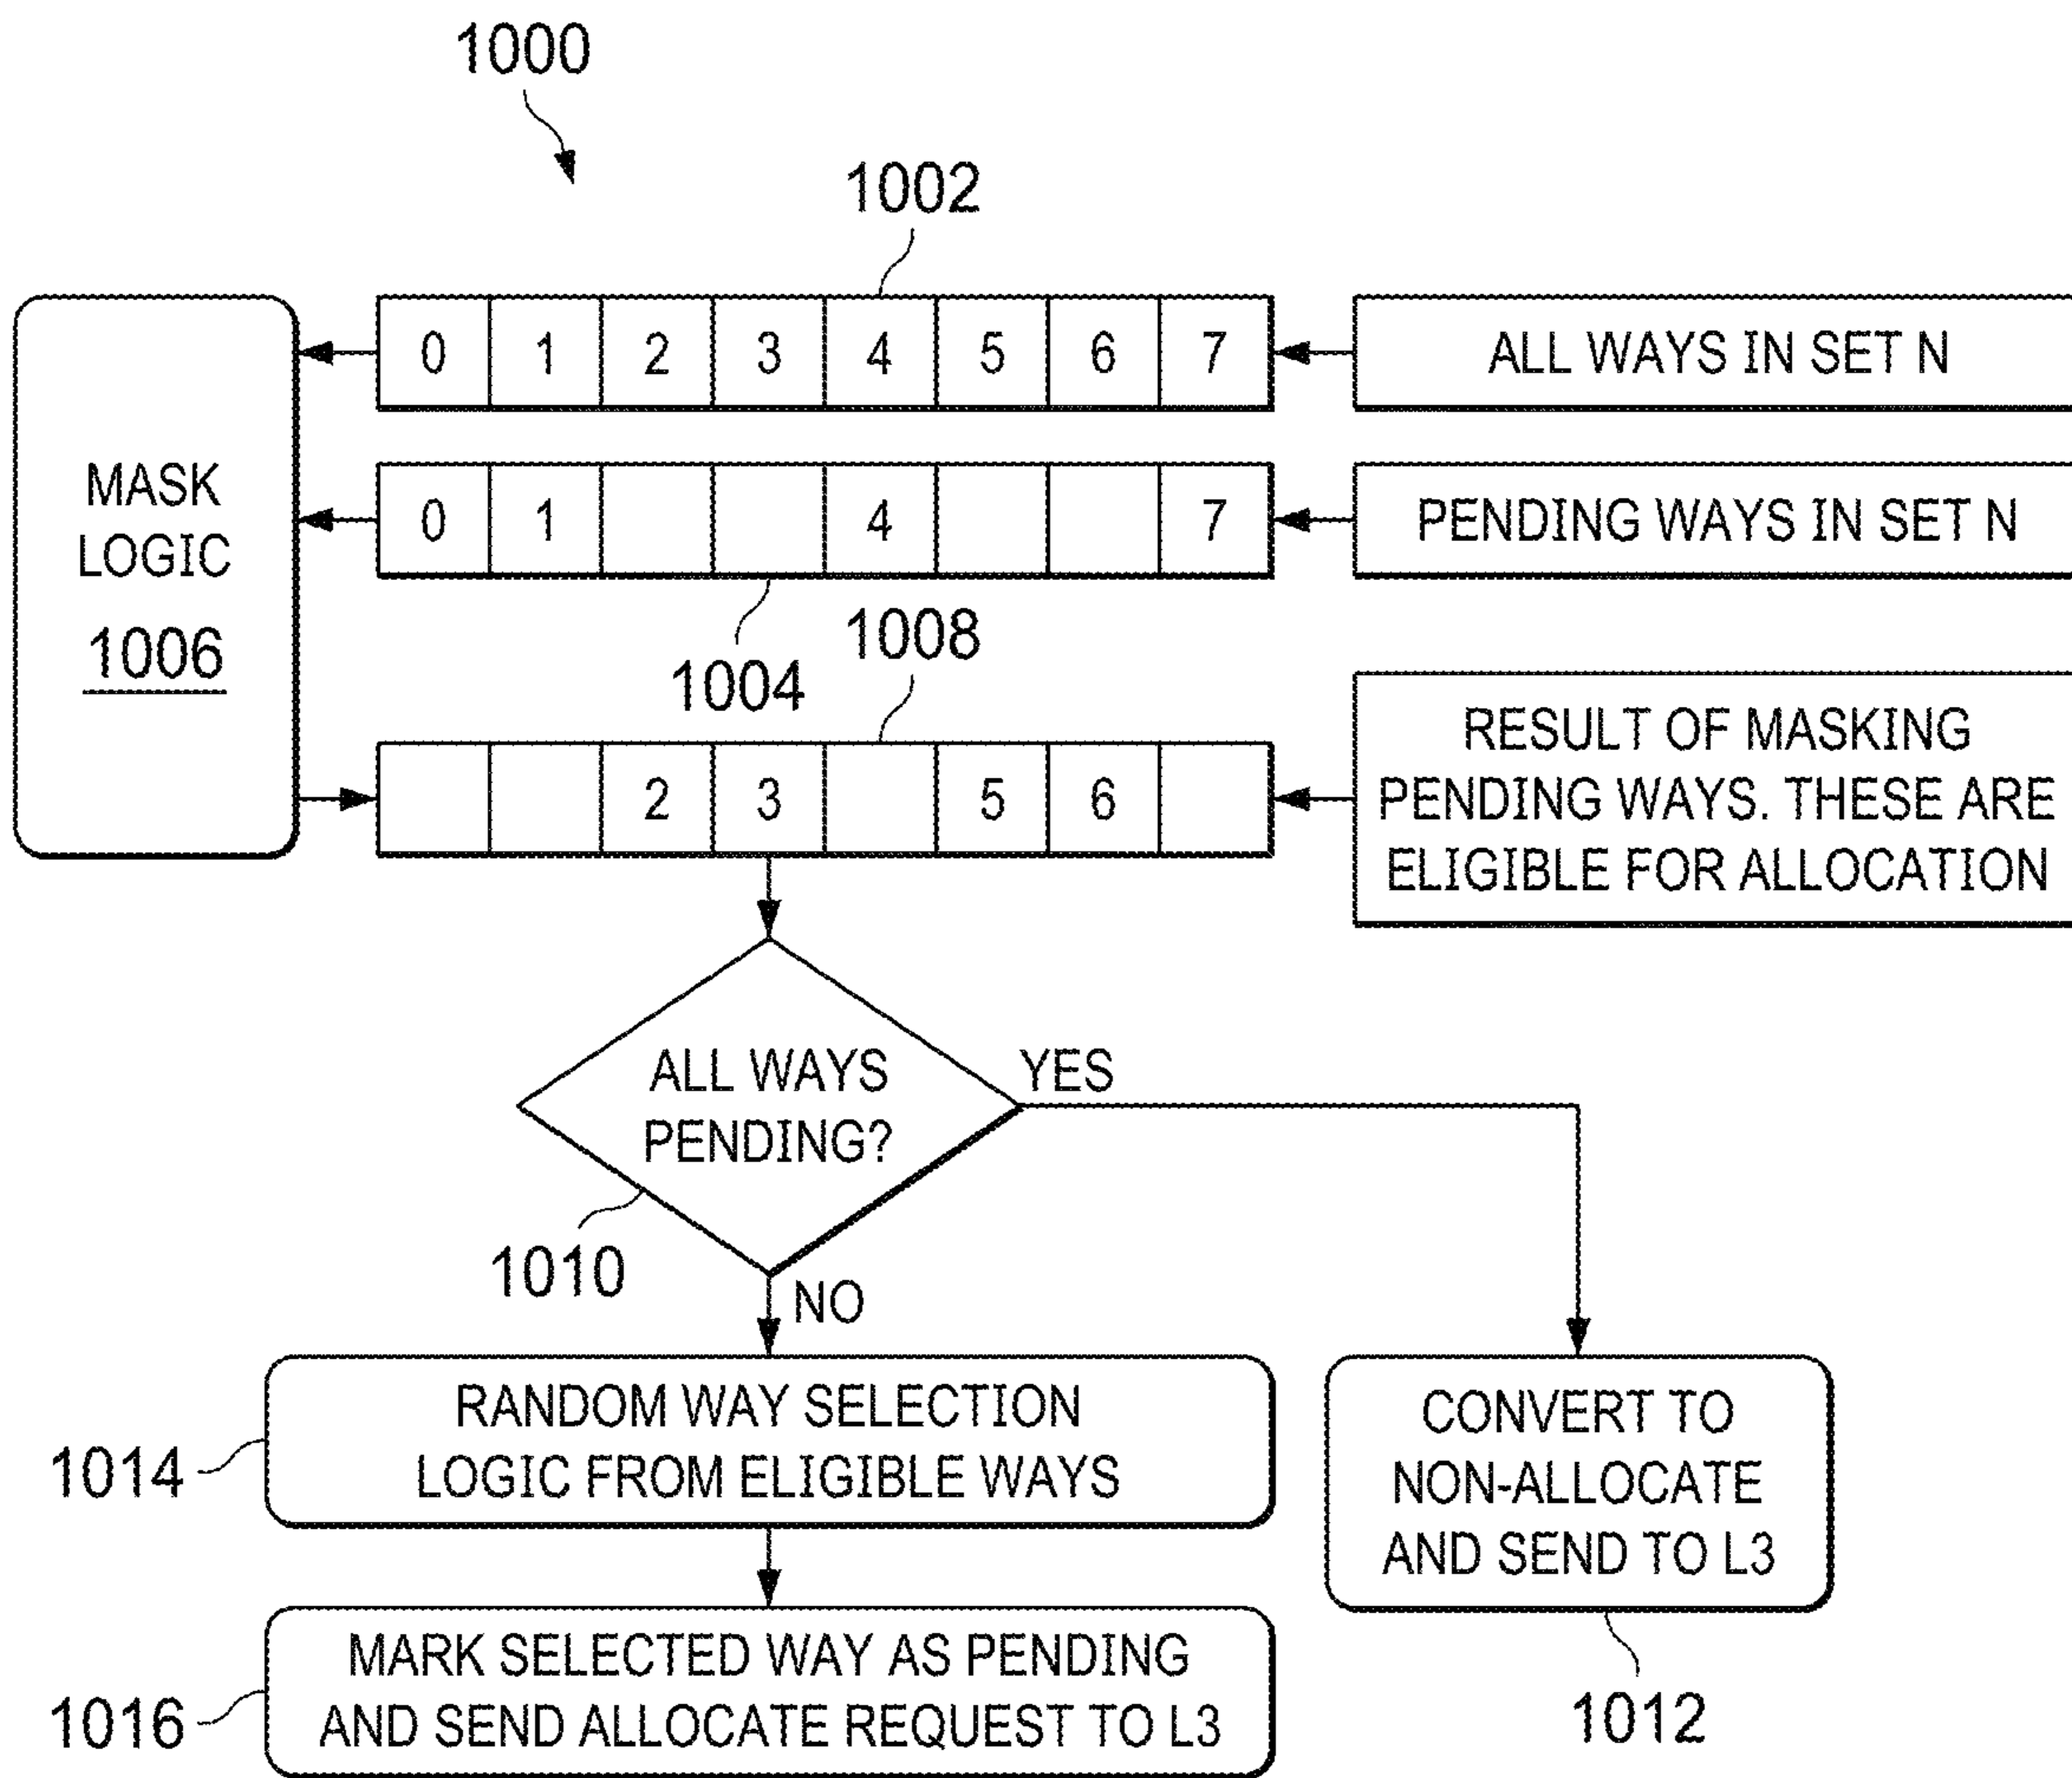 1000
1002
0 1 2 3 4 5 6 7
ALL WAYS IN SET N
MASK
LOGIC
1006
0 1 4 7
PENDING WAYS IN SET N
1004
1008
2 3 5 6
RESULT OF MASKING
PENDING WAYS. THESE ARE
ELIGIBLE FOR ALLOCATION
ALL WAYS
PENDING?
YES
1010
NO
RANDOM WAY SELECTION
LOGIC FROM ELIGIBLE WAYS
1014
CONVERT TO
NON-ALLOCATE
AND SEND TO L3
1012
MARK SELECTED WAY AS PENDING
AND SEND ALLOCATE REQUEST TO L3
1016